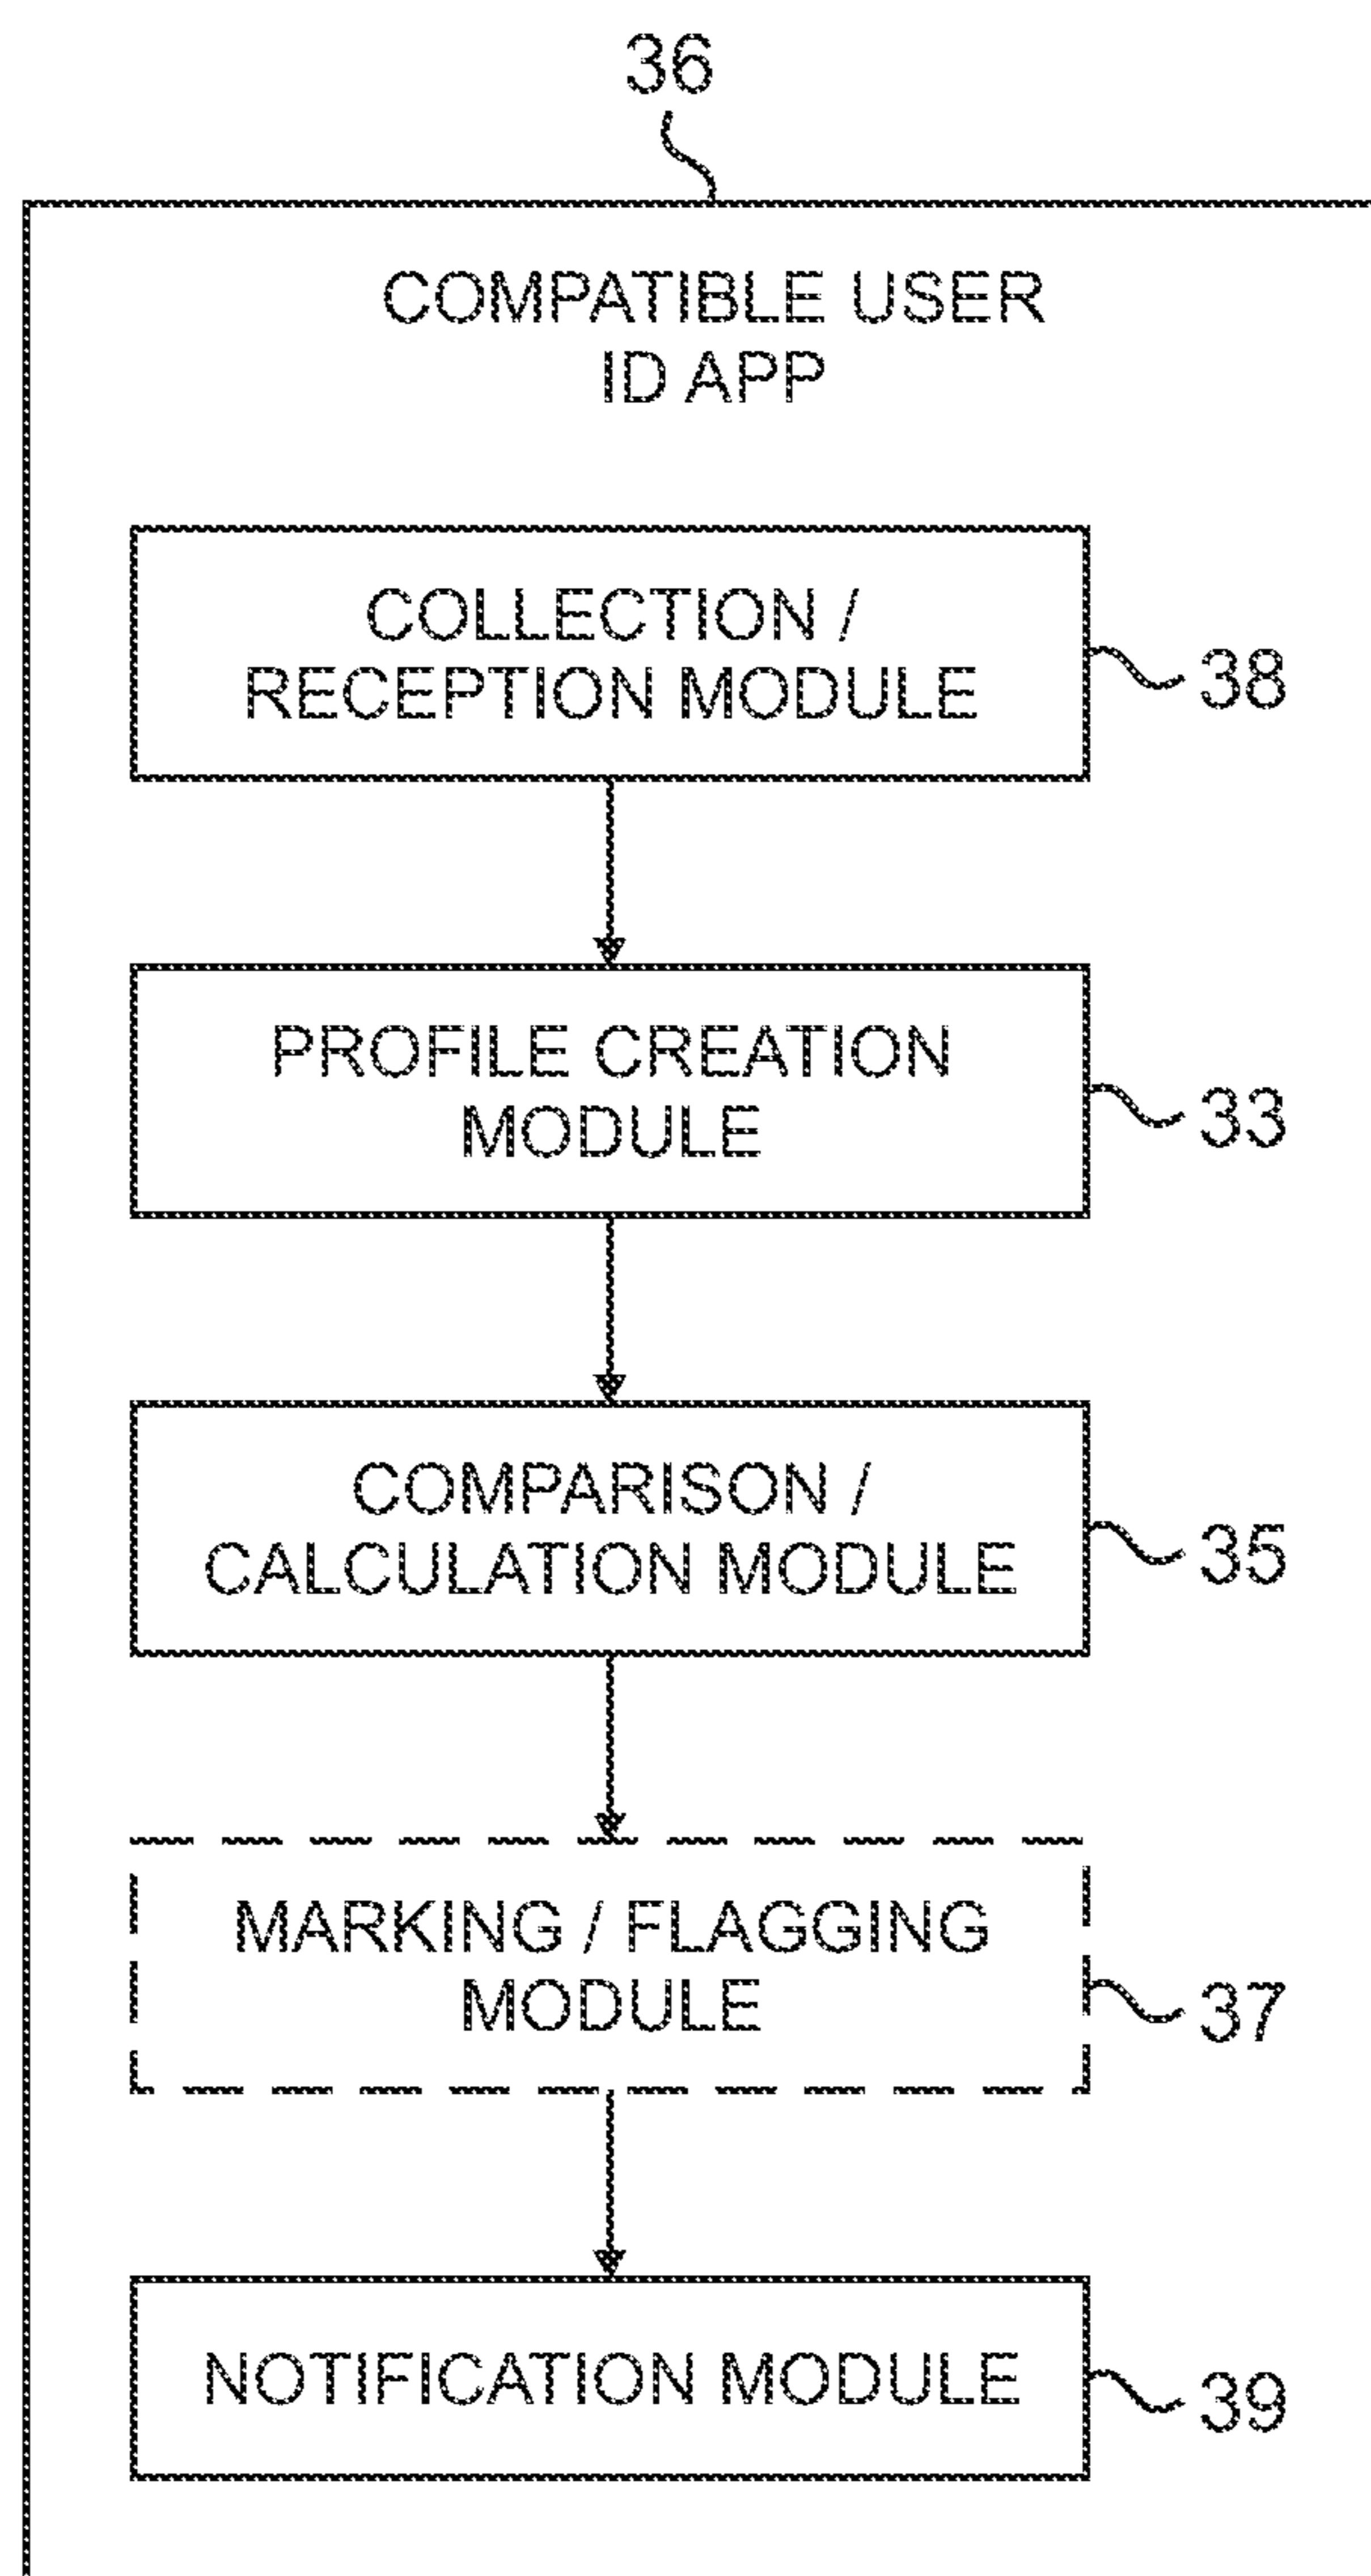 36
COMPATIBLE USER
ID APP
COLLECTION /
RECEPTION MODULE
38
PROFILE CREATION
MODULE
33
COMPARISON /
CALCULATION MODULE
35
MARKING / FLAGGING
MODULE
37
NOTIFICATION MODULE
39